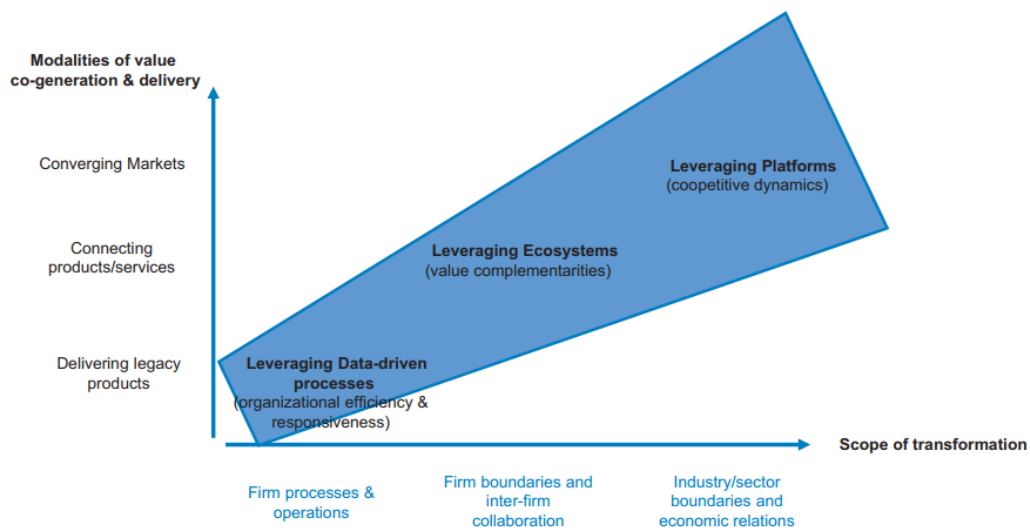 Modalities of value
co-generation & delivery
Converging Markets
Leveraging Platforms
(coopetitive dynamics)
Connecting
products/services
Leveraging Ecosystems
(value complementarities)
Delivering legacy
products
Leveraging Data-driven
processes
(organizational efficiency &
responsiveness)
Scope of transformation
Firm processes &
operations
Firm boundaries and
inter-firm
collaboration
Industry/sector
boundaries and
economic relations